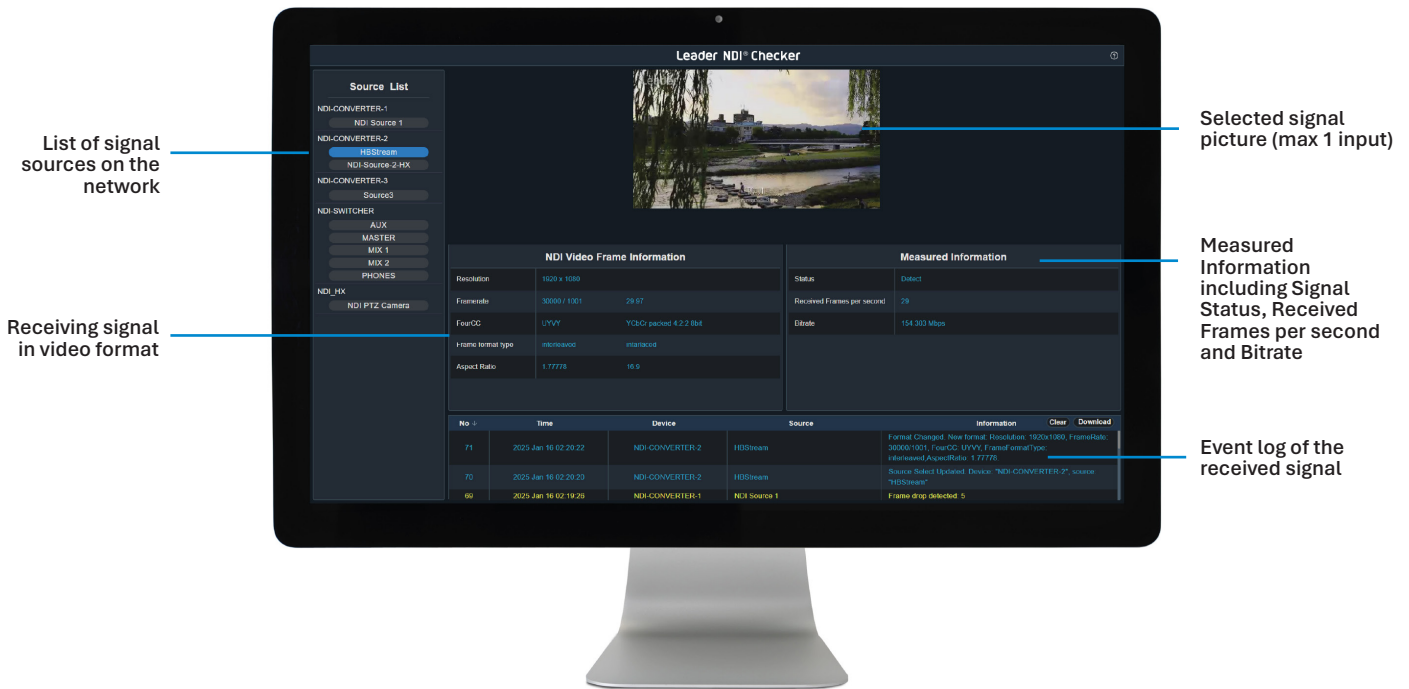 Leader NDI® Checker
Source List
NDI-CONVERTER-1
NDI Source 1
NDI-CONVERTER-2
HBStream
NDI-Source-2-HX
NDI-CONVERTER-3
Source3
NDI-SWITCHER
AUX
MASTER
MIX 1
MIX 2
PHONES
NDI_HX
NDI PTZ Camera
List of signal
sources on the
network
Receiving signal
in video format
Leader
Selected signal
picture (max 1 input)
Measured
Information
including Signal
Status, Received
Frames per second
and Bitrate
Event log of the
received signal
NDI Video Frame Information
Resolution 1920 x 1080
Framerate 30000 / 1001 29.97
FourCC UYVY YCbCr packed 4:2:2 8bit
Frame format type interleaved interlaced
Aspect Ratio 1.77778 16:9
Measured Information
Status Detect
Received Frames per second 29
Bitrate 154.303 Mbps
No ↓ Time Device Source Information Clear Download
71 2025 Jan 16 02:20:22 NDI-CONVERTER-2 HBStream Format Changed. New format: Resolution: 1920x1080, FrameRate:
30000/1001, FourCC: UYVY, FrameFormatType:
interleaved,AspectRatio: 1.77778
70 2025 Jan 16 02:20:20 NDI-CONVERTER-2 HBStream Source Select Updated. Device: "NDI-CONVERTER-2", source:
"HBStream"
69 2025 Jan 16 02:19:26 NDI-CONVERTER-1 NDI Source 1 Frame drop detected: 5